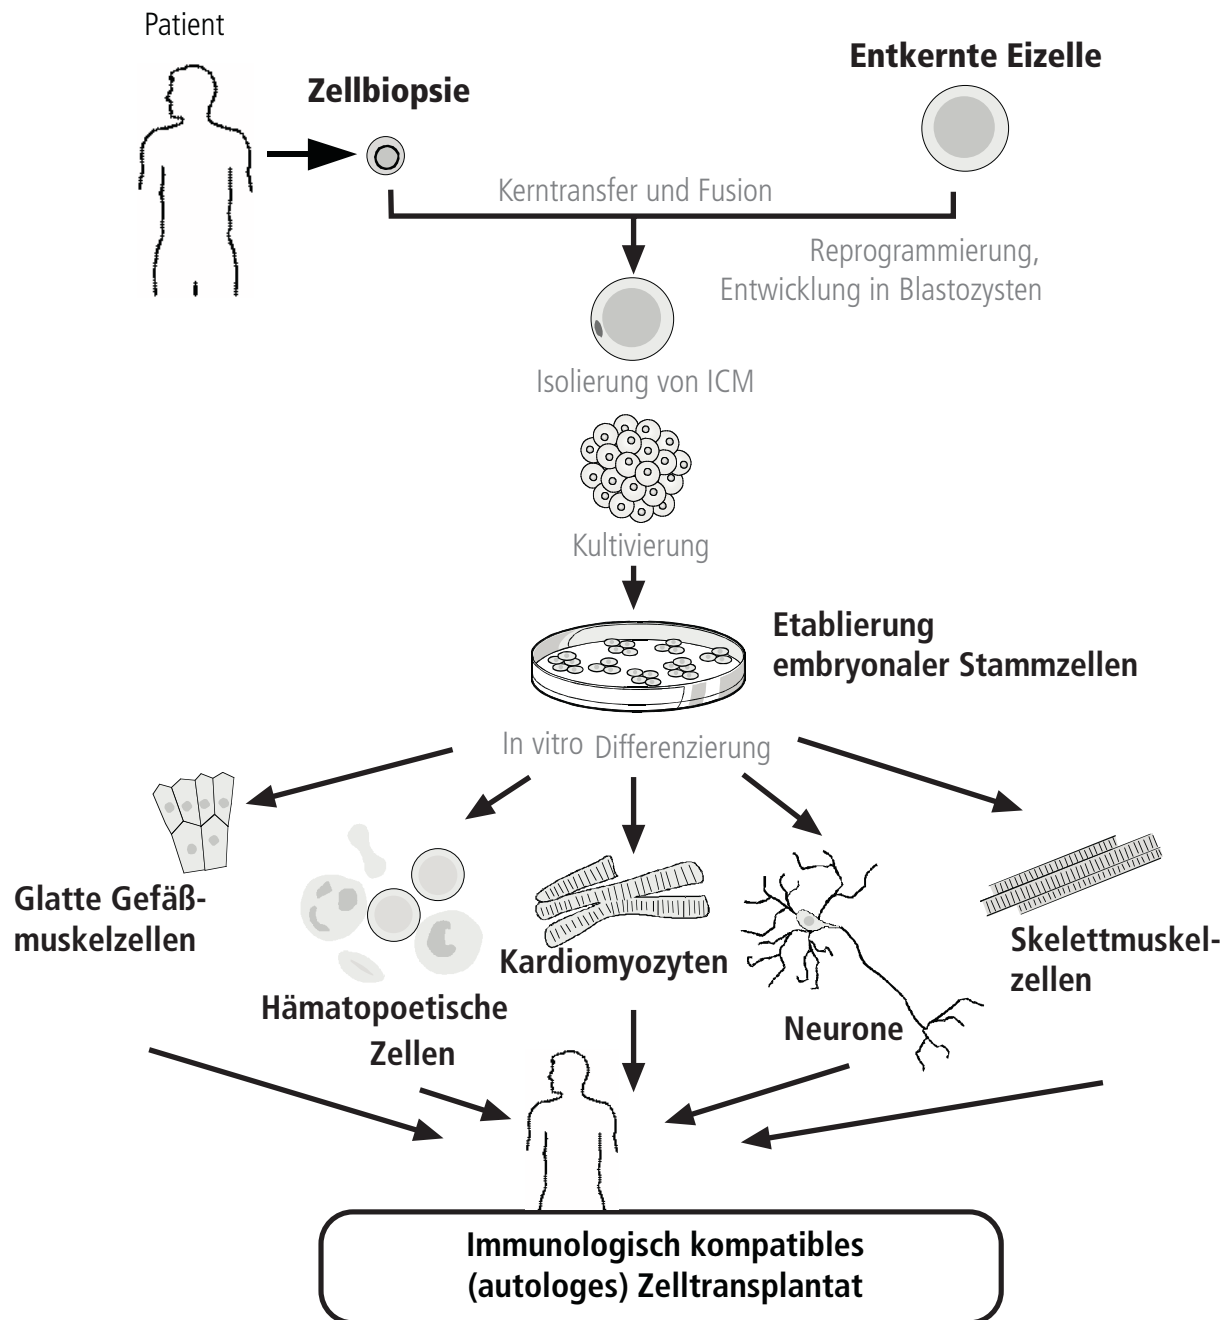 Patient
Zellbiopsie
Entkernte Eizelle
Kerntransfer und Fusion
Reprogrammierung,
Entwicklung in Blastozysten
Isolierung von ICM
Kultivierung
Etablierung
embryonaler Stammzellen
In vitro Differenzierung
Glatte Gefäß-
muskelzellen
Hämatopoetische
Zellen
Kardiomyozyten
Neurone
Skelettmuskel-
zellen
Immunologisch kompatibles
(autologes) Zelltransplantat